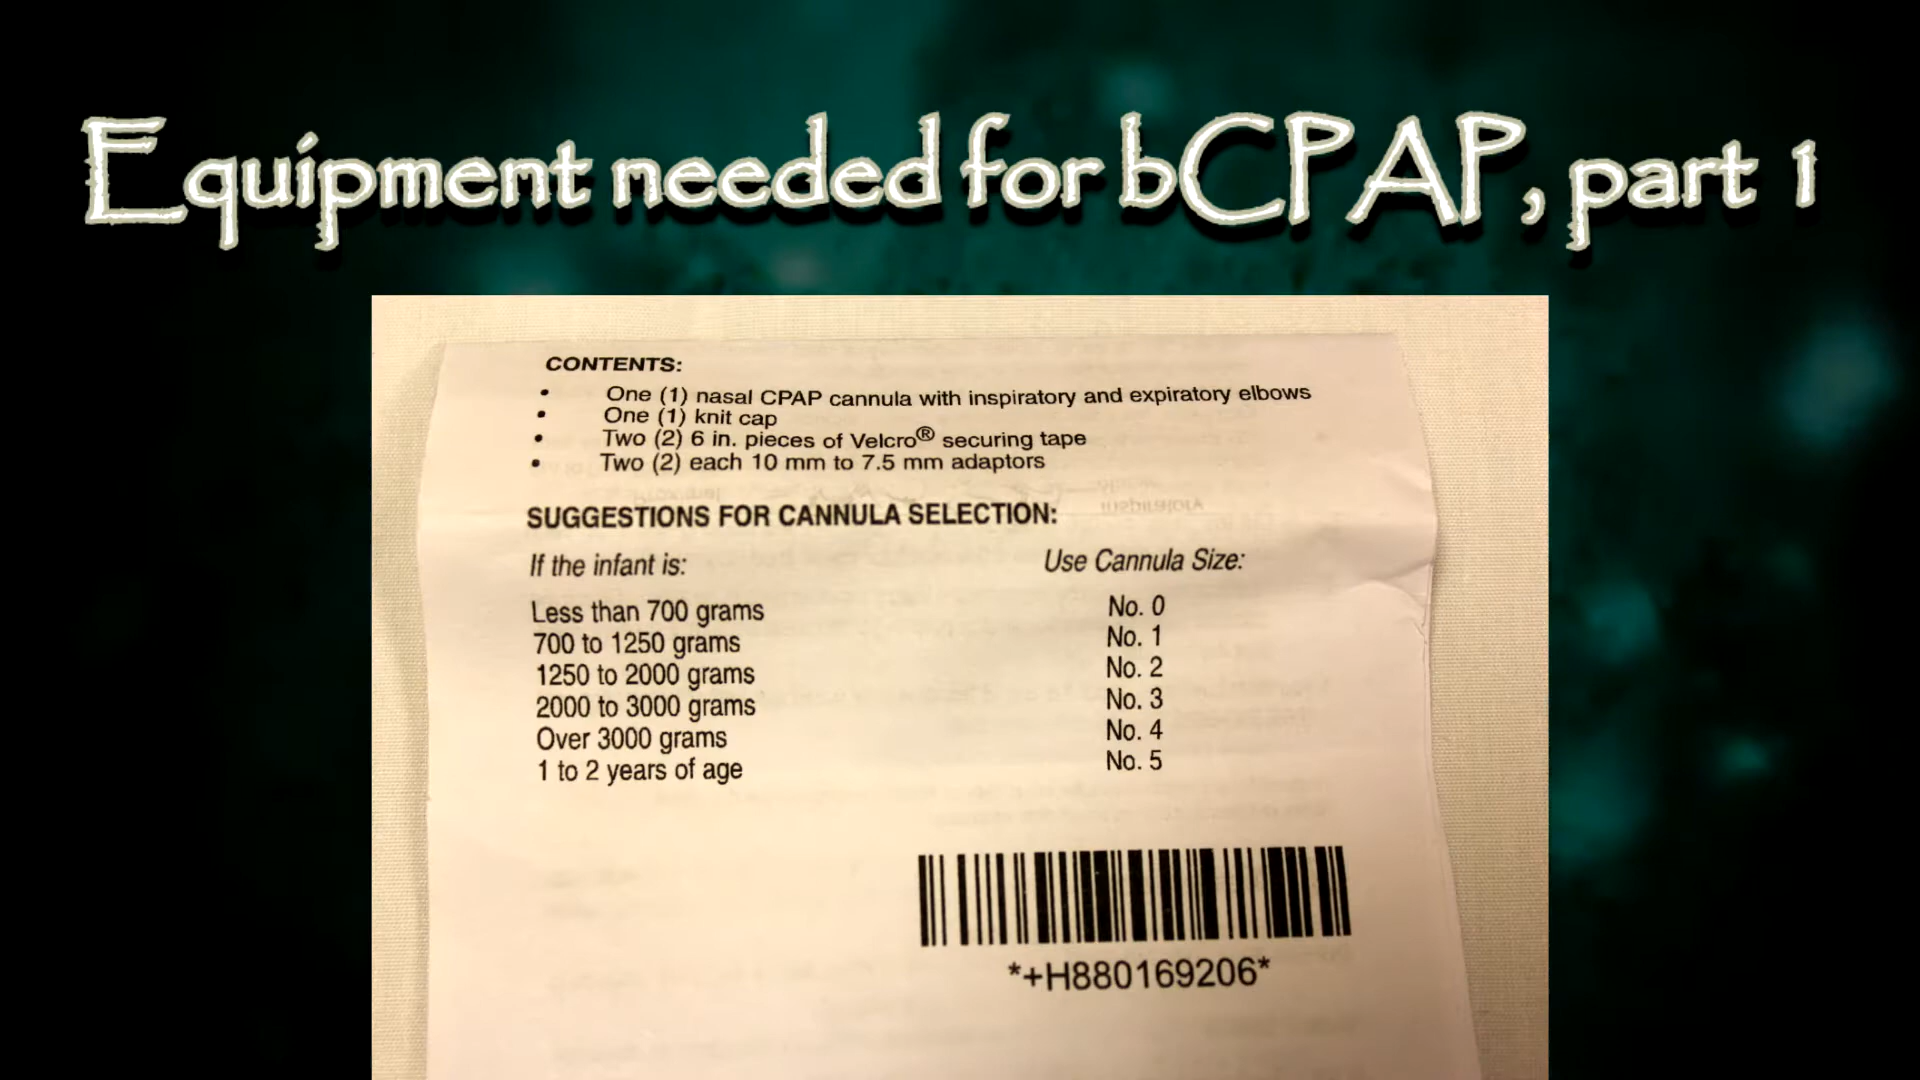 Equipment needed for bCPAP, part 1
CONTENTS:
• One (1) nasal CPAP cannula with inspiratory and expiratory elbows
• One (1) knit cap
• Two (2) 6 in. pieces of Velcro® securing tape
• Two (2) each 10 mm to 7.5 mm adaptors
SUGGESTIONS FOR CANNULA SELECTION:
If the infant is: Use Cannula Size:
Less than 700 grams No. 0
700 to 1250 grams No. 1
1250 to 2000 grams No. 2
2000 to 3000 grams No. 3
Over 3000 grams No. 4
1 to 2 years of age No. 5
*+H880169206*